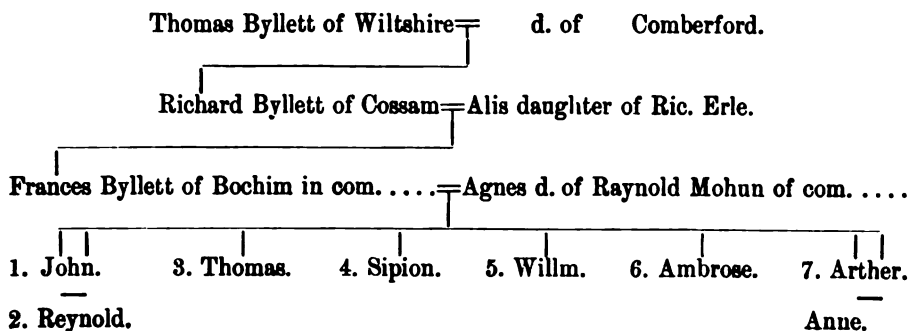 Thomas Byllett of Wiltshire d. of Comberford.
Richard Byllett of Cossam Alis daughter of Ric. Erle.
Frances Byllett of Bochim in com..... Agnes d. of Raynold Mohun of com.....
1. John. 3. Thomas. 4. Sipion. 5. Willm. 6. Ambrose. 7. Arther.
2. Reynold. Anne.